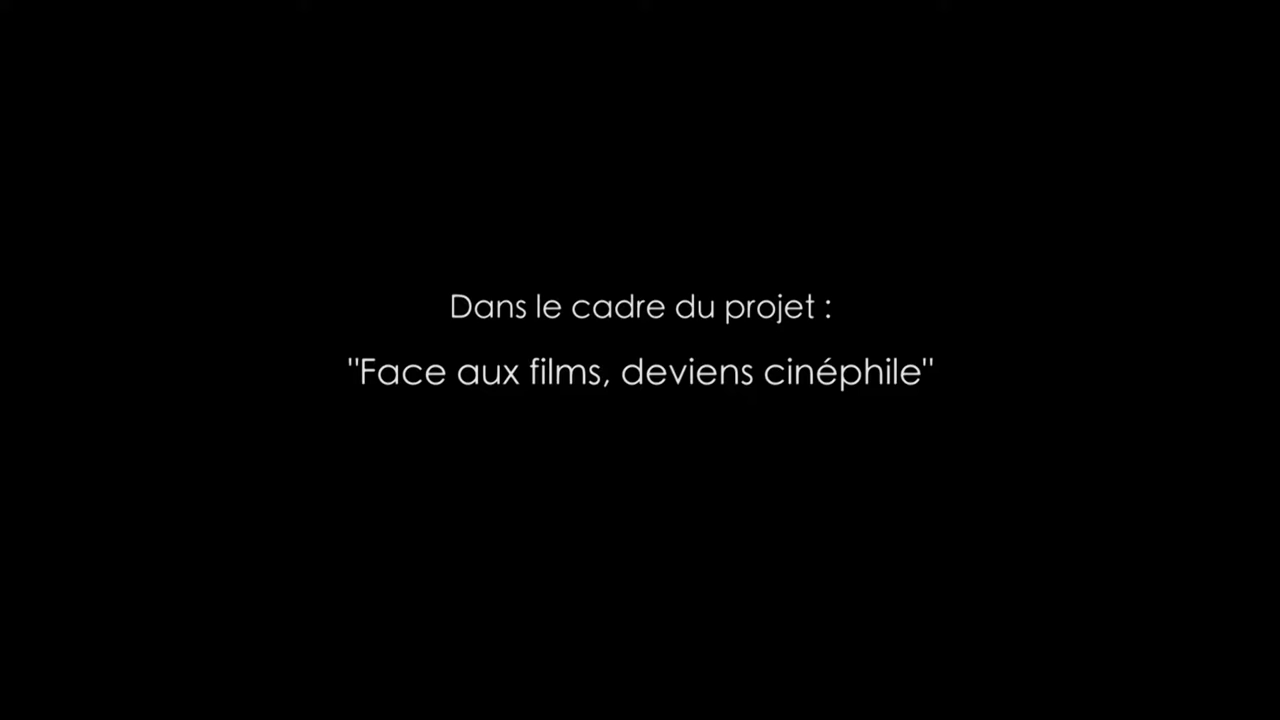 Dans le cadre du projet :
"Face aux films, deviens cinéphile"